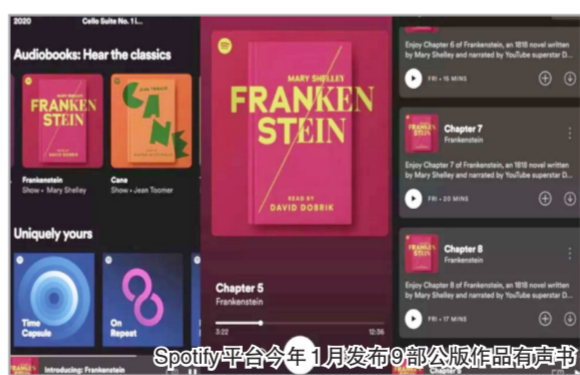 2020
Cello Suite No. 1 i...
Audiobooks: Hear the classics
MARY SHELLEY
FRANKEN
STEIN
READ BY
DAVID DOBRIK
JEAN TOOMER
CANE
Frankenstein
Show • Mary Shelley
Cane
Show • Jean Toomer
Uniquely yours
Time
Capsule
On
Repeat
Introducing: Frankenstein
MARY SHELLEY
FRANKEN
STEIN
READ BY
DAVID DOBRIK
Chapter 5
Frankenstein
3:22
12:36
Enjoy Chapter 6 of Frankenstein, an 1818 novel written
by Mary Shelley and narrated by YouTube superstar D...
FRI • 15 MINS
Chapter 7
Frankenstein
Enjoy Chapter 7 of Frankenstein, an 1818 novel written
by Mary Shelley and narrated by YouTube superstar D...
FRI • 20 MINS
Chapter 8
Frankenstein
Enjoy Chapter 8 of Frankenstein, an 1818 novel written
by Mary Shelley and narrated by YouTube superstar D...
FRI • 17 MINS
Spotify平台今年1月发布9部公版作品有声书